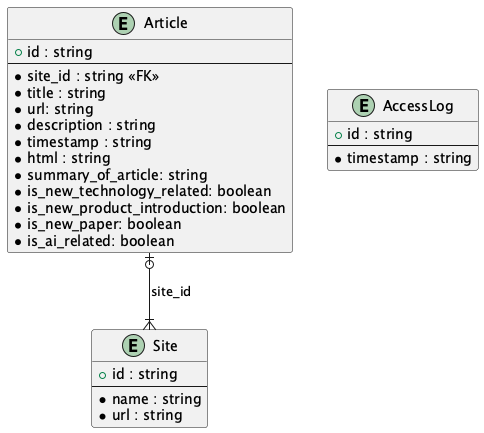 E Article
id : string
site_id : string «FK»
title : string
url: string
description : string
timestamp : string
html : string
summary_of_article: string
is_new_technology_related: boolean
is_new_product_introduction: boolean
is_new_paper: boolean
is_ai_related: boolean
E AccessLog
id : string
timestamp : string
site_id
E Site
id : string
name : string
url : string